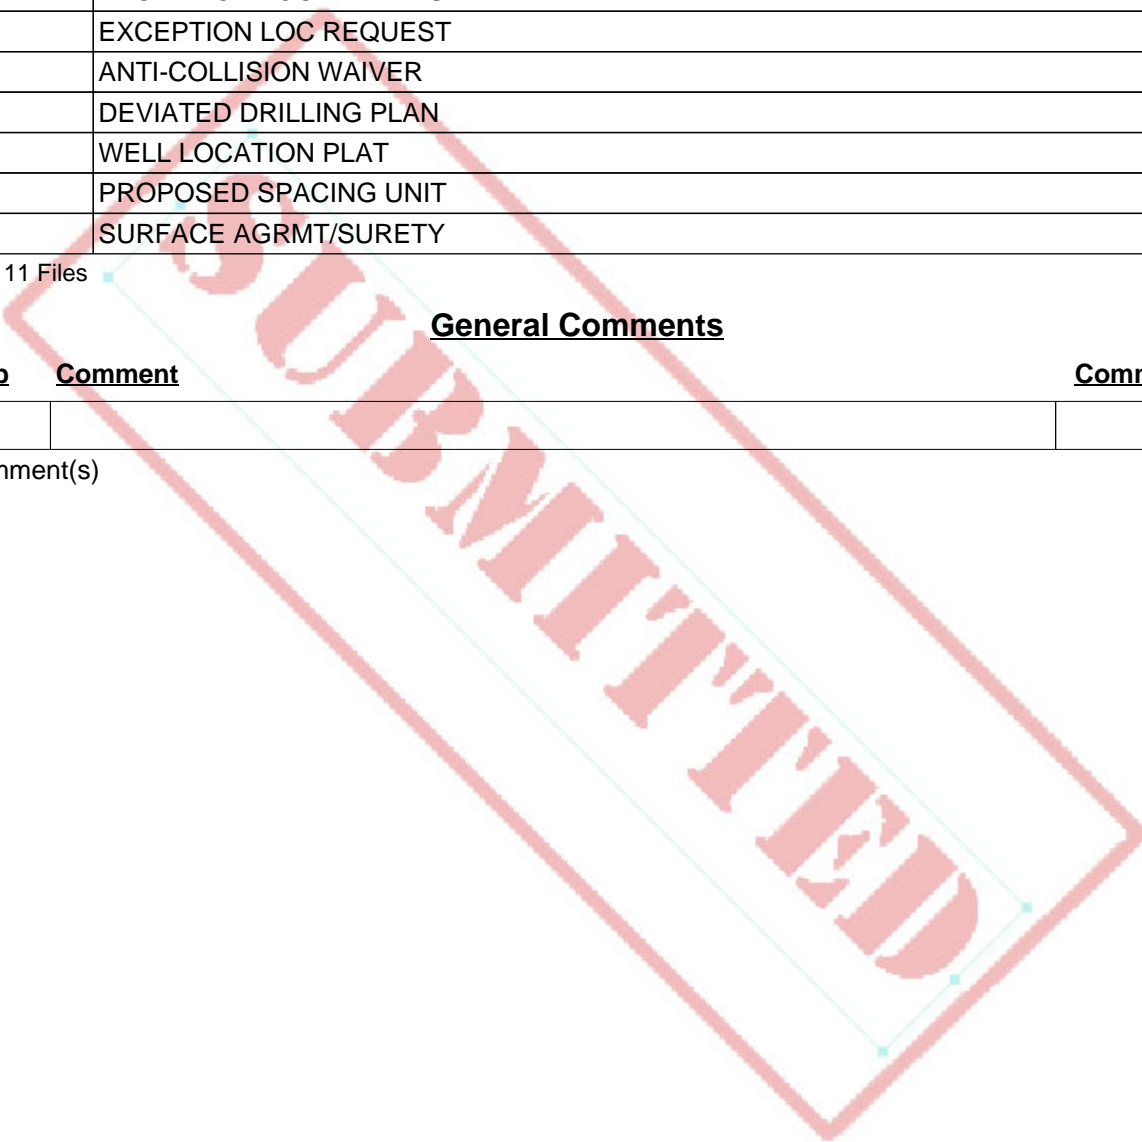 EXCEPTION LOC REQUEST
ANTI-COLLISION WAIVER
DEVIATED DRILLING PLAN
WELL LOCATION PLAT
PROPOSED SPACING UNIT
SURFACE AGRMT/SURETY
11 Files
General Comments
Comment
SUBMITTED